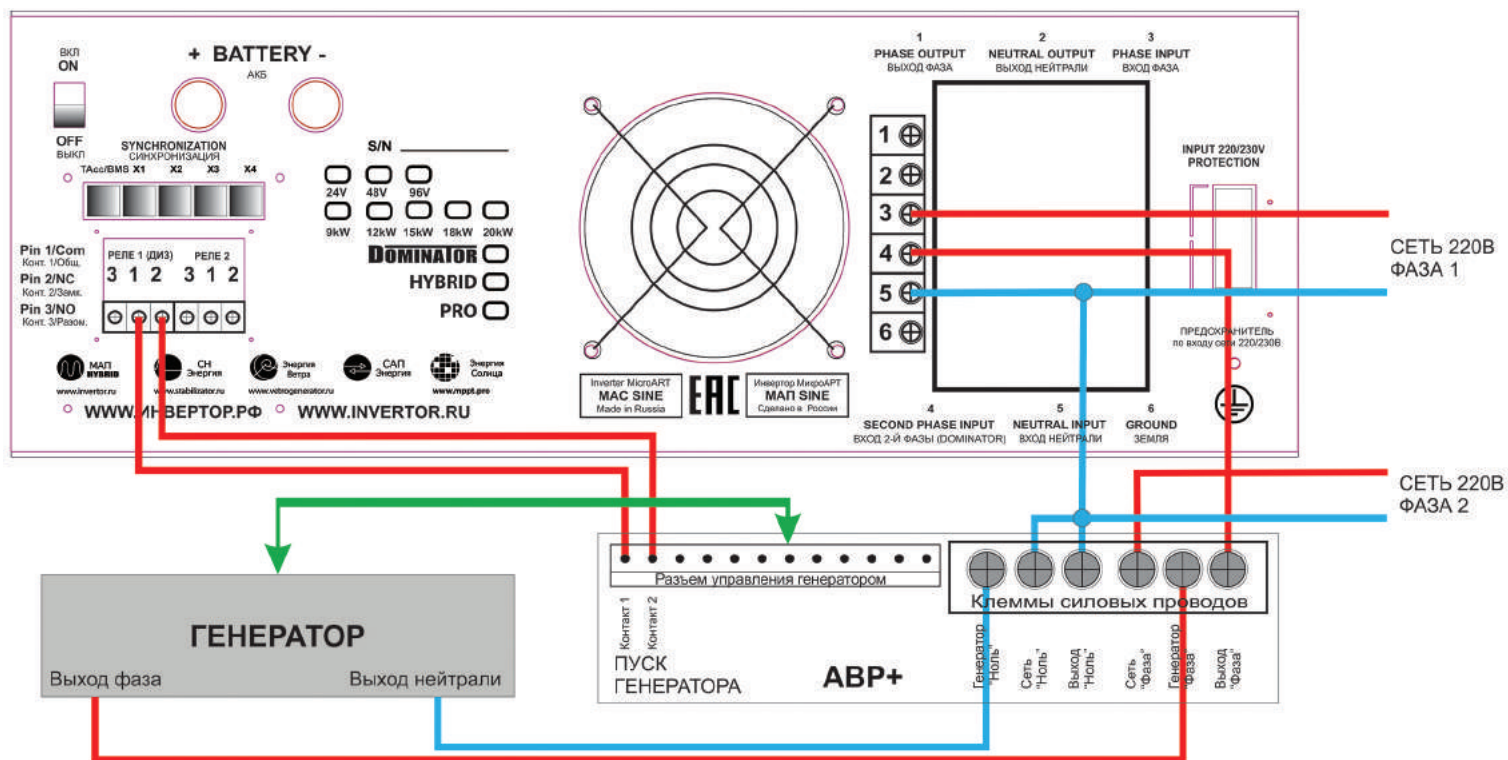 ВКЛ
ON
OFF
ВЫКЛ
+ BATTERY -
АКБ
SYNCHRONIZATION
СИНХРОНИЗАЦИЯ
TAcc/BMS X1 X2 X3 X4
S/N
24V 48V 96V
9kW 12kW 15kW 18kW 20kW
DOMINATOR
HYBRID
PRO
Pin 1/Com
Конт. 1/Общ.
Pin 2/NC
Конт. 2/Замк.
Pin 3/NO
Конт. 3/Разом.
РЕЛЕ 1 (ДИЗ) РЕЛЕ 2
3 1 2 3 1 2
МАП
HYBRID
www.invertor.ru
СН
Энергия
www.stabilizator.ru
Энергия
Ветра
www.vetrogenerator.ru
САП
Энергия
Энергия
Солнца
www.mppt.pro
WWW.ИНВЕРТОР.РФ WWW.INVERTOR.RU
Inverter MicroART
MAC SINE
Made in Russia
EAC
Инвертор МикроАРТ
МАП SINE
Сделано в России
1
PHASE OUTPUT
ВЫХОД ФАЗА
2
NEUTRAL OUTPUT
ВЫХОД НЕЙТРАЛИ
3
PHASE INPUT
ВХОД ФАЗА
1
2
3
4
5
6
4
SECOND PHASE INPUT
ВХОД 2-Й ФАЗЫ (DOMINATOR)
5
NEUTRAL INPUT
ВХОД НЕЙТРАЛИ
6
GROUND
ЗЕМЛЯ
INPUT 220/230V
PROTECTION
ПРЕДОХРАНИТЕЛЬ
по входу сети 220/230В
СЕТЬ 220В
ФАЗА 1
СЕТЬ 220В
ФАЗА 2
ГЕНЕРАТОР
Выход фаза
Выход нейтрали
Разъем управления генератором
Контакт 1
Контакт 2
ПУСК
ГЕНЕРАТОРА
АВР+
Клеммы силовых проводов
Генератор
"Ноль"
Сеть
"Ноль"
Выход
"Ноль"
Сеть
"Фаза"
Генератор
"Фаза"
Выход
"Фаза"